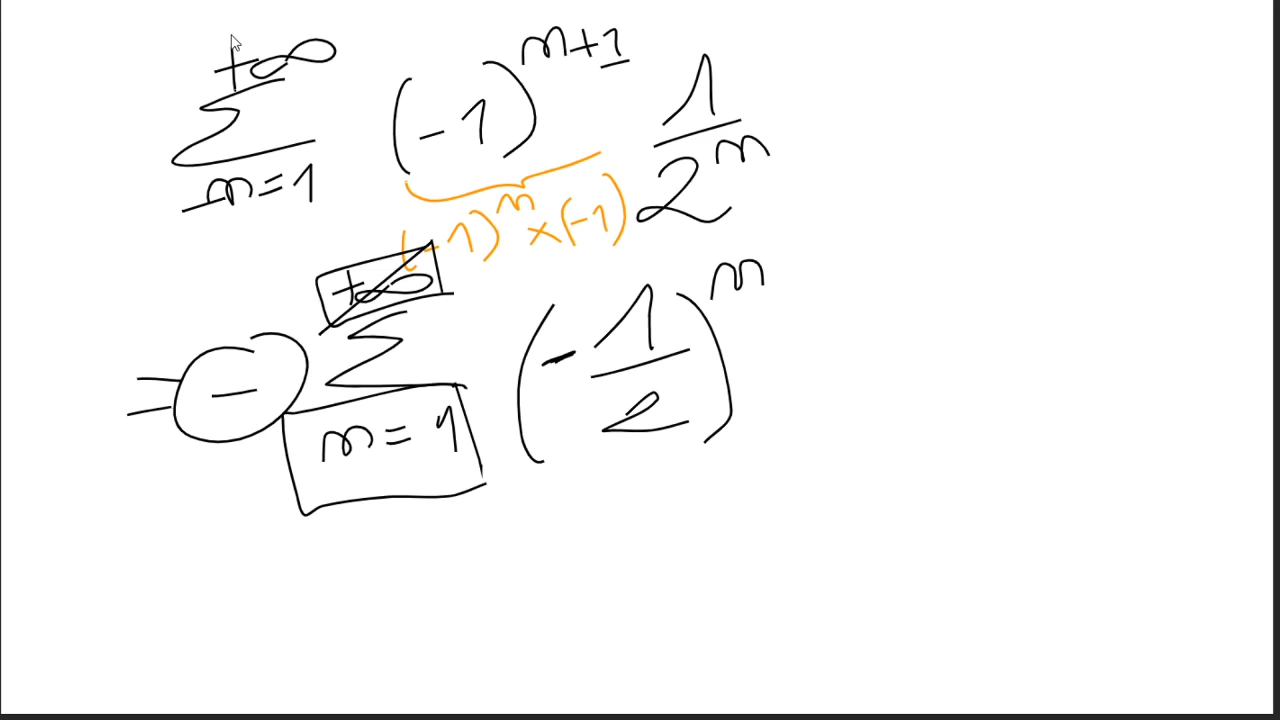 +∞
∑ (-1)^{n+1} 1/2^n
n=1
(-1)^n × (-1)
+∞
= - ∑ (-1/2)^n
n=1